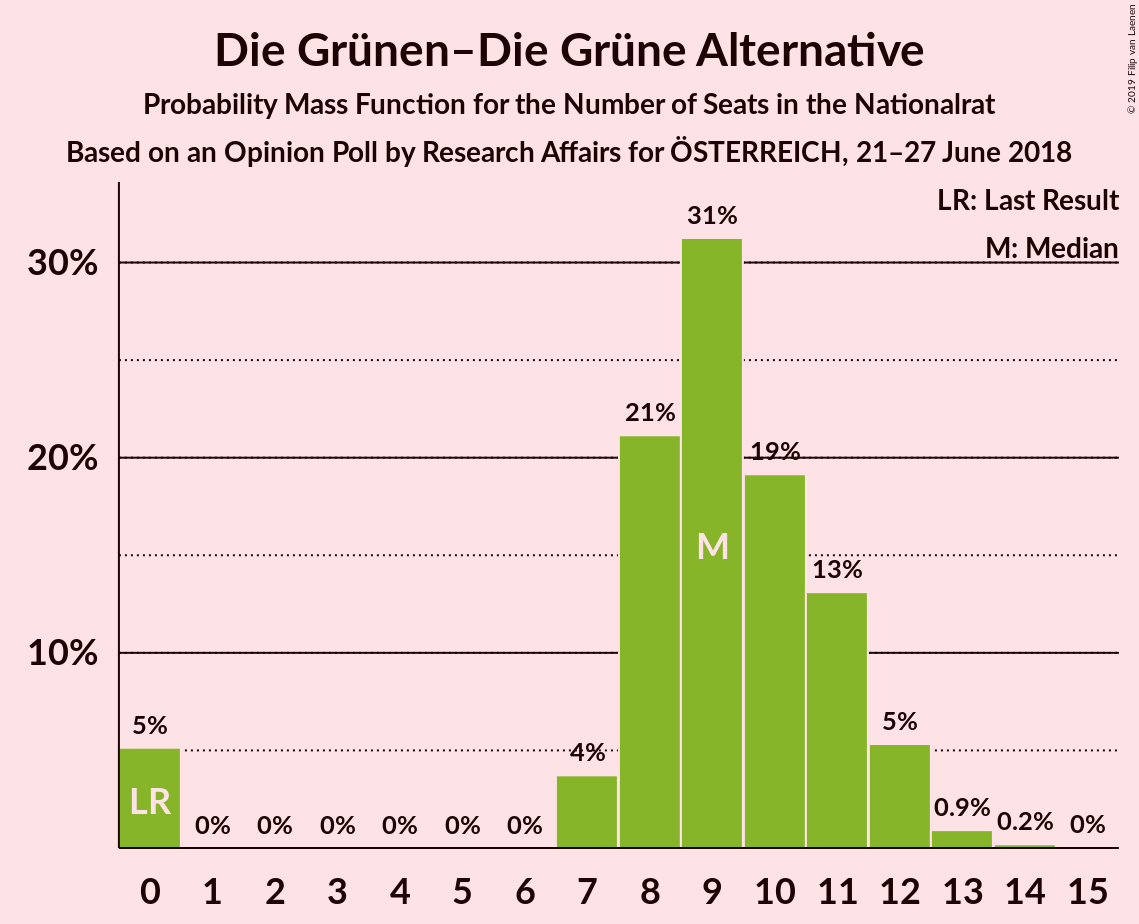 Die Grünen–Die Grüne Alternative
Probability Mass Function for the Number of Seats in the Nationalrat
Based on an Opinion Poll by Research Affairs for ÖSTERREICH, 21–27 June 2018
© 2019 Filip van Laenen
LR: Last Result
M: Median
30%
20%
10%
5%
0%
0%
0%
0%
0%
0%
4%
21%
31%
19%
13%
5%
0.9%
0.2%
0%
LR
M
0 1 2 3 4 5 6 7 8 9 10 11 12 13 14 15